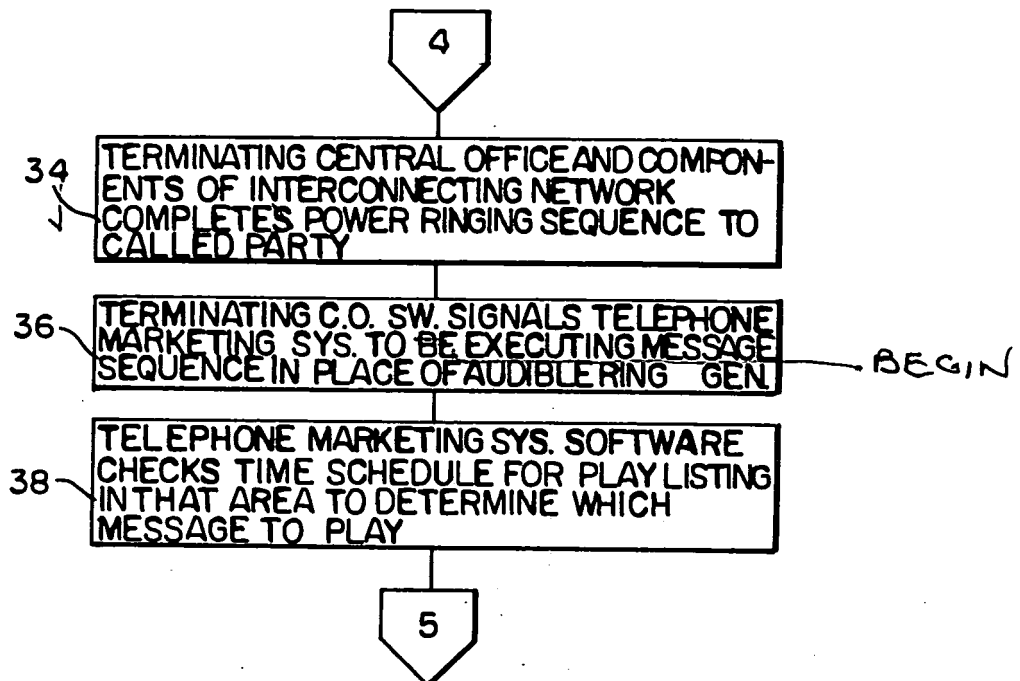 4
34
TERMINATING CENTRAL OFFICE AND COMPON-
ENTS OF INTERCONNECTING NETWORK
COMPLETES POWER RINGING SEQUENCE TO
CALLED PARTY
36
TERMINATING C.O. SW. SIGNALS TELEPHONE
MARKETING SYS. TO BE EXECUTING MESSAGE
SEQUENCE IN PLACE OF AUDIBLE RING GEN.
BEGIN
38
TELEPHONE MARKETING SYS. SOFTWARE
CHECKS TIME SCHEDULE FOR PLAY LISTING
IN THAT AREA TO DETERMINE WHICH
MESSAGE TO PLAY
5